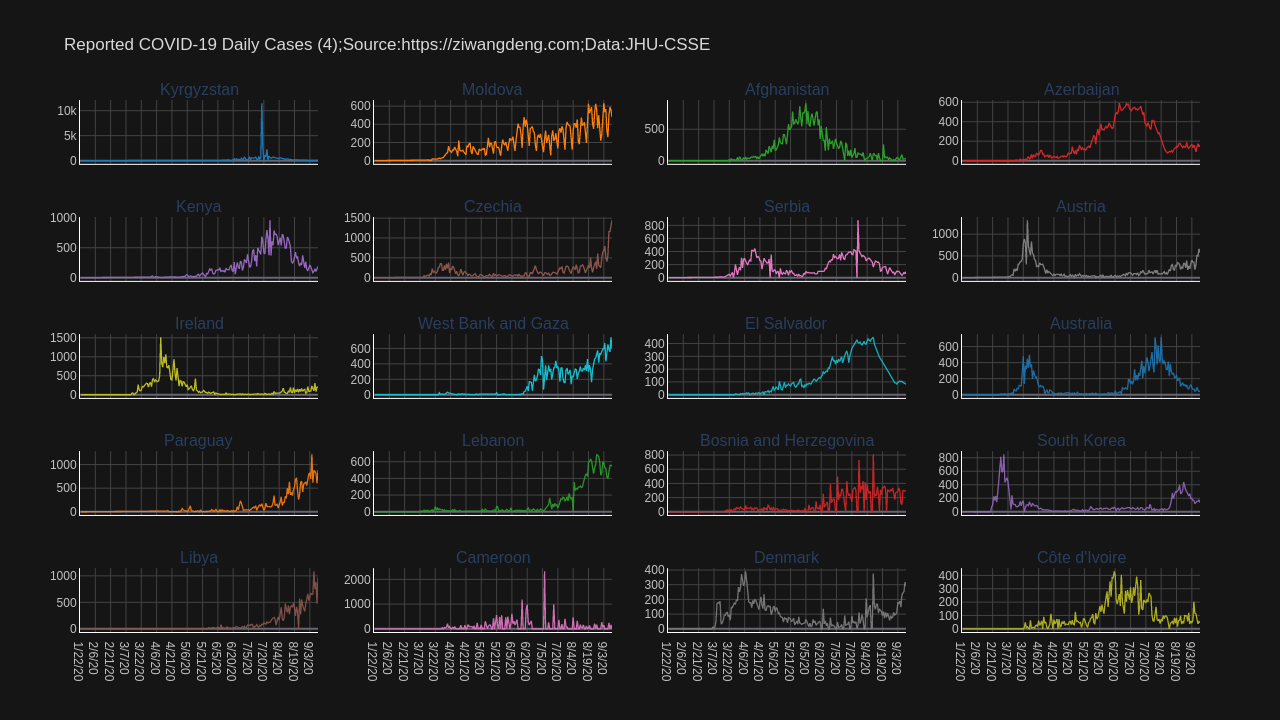 Reported COVID-19 Daily Cases (4);Source:https://ziwangdeng.com;Data:JHU-CSSE
Kyrgyzstan Moldova Afghanistan Azerbaijan
10k 5k 0 600 400 200 0 500 0 600 400 200 0
Kenya Czechia Serbia Austria
1000 500 0 1500 1000 500 0 800 600 400 200 0 1000 500 0
Ireland West Bank and Gaza El Salvador Australia
1500 1000 500 0 600 400 200 0 400 300 200 100 0 600 400 200 0
Paraguay Lebanon Bosnia and Herzegovina South Korea
1000 500 0 600 400 200 0 800 600 400 200 0 800 600 400 200 0
Libya Cameroon Denmark Côte d'Ivoire
1000 500 0 2000 1000 0 400 300 200 100 0 400 300 200 100 0
1/22/20 2/6/20 2/21/20 3/7/20 3/22/20 4/6/20 4/21/20 5/6/20 5/21/20 6/5/20 6/20/20 7/5/20 7/20/20 8/4/20 8/19/20 9/3/20
1/22/20 2/6/20 2/21/20 3/7/20 3/22/20 4/6/20 4/21/20 5/6/20 5/21/20 6/5/20 6/20/20 7/5/20 7/20/20 8/4/20 8/19/20 9/3/20
1/22/20 2/6/20 2/21/20 3/7/20 3/22/20 4/6/20 4/21/20 5/6/20 5/21/20 6/5/20 6/20/20 7/5/20 7/20/20 8/4/20 8/19/20 9/3/20
1/22/20 2/6/20 2/21/20 3/7/20 3/22/20 4/6/20 4/21/20 5/6/20 5/21/20 6/5/20 6/20/20 7/5/20 7/20/20 8/4/20 8/19/20 9/3/20